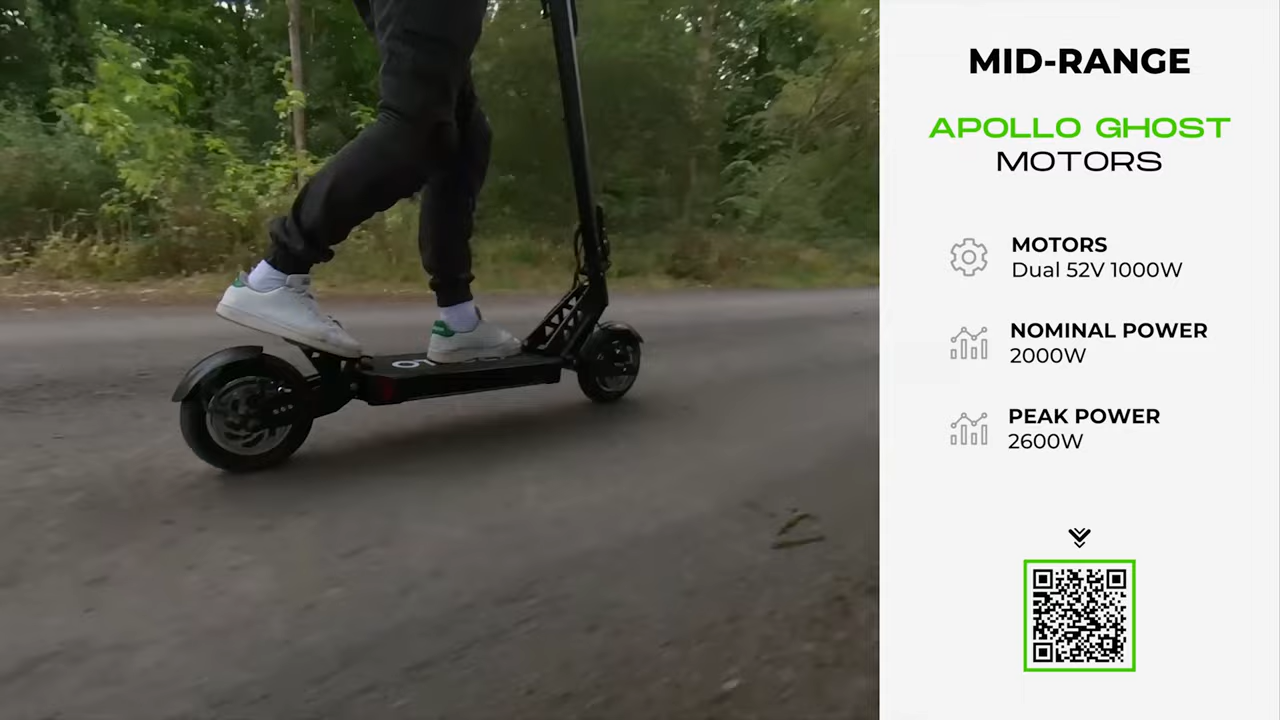 MID-RANGE
APOLLO GHOST
MOTORS
MOTORS
Dual 52V 1000W
NOMINAL POWER
2000W
PEAK POWER
2600W